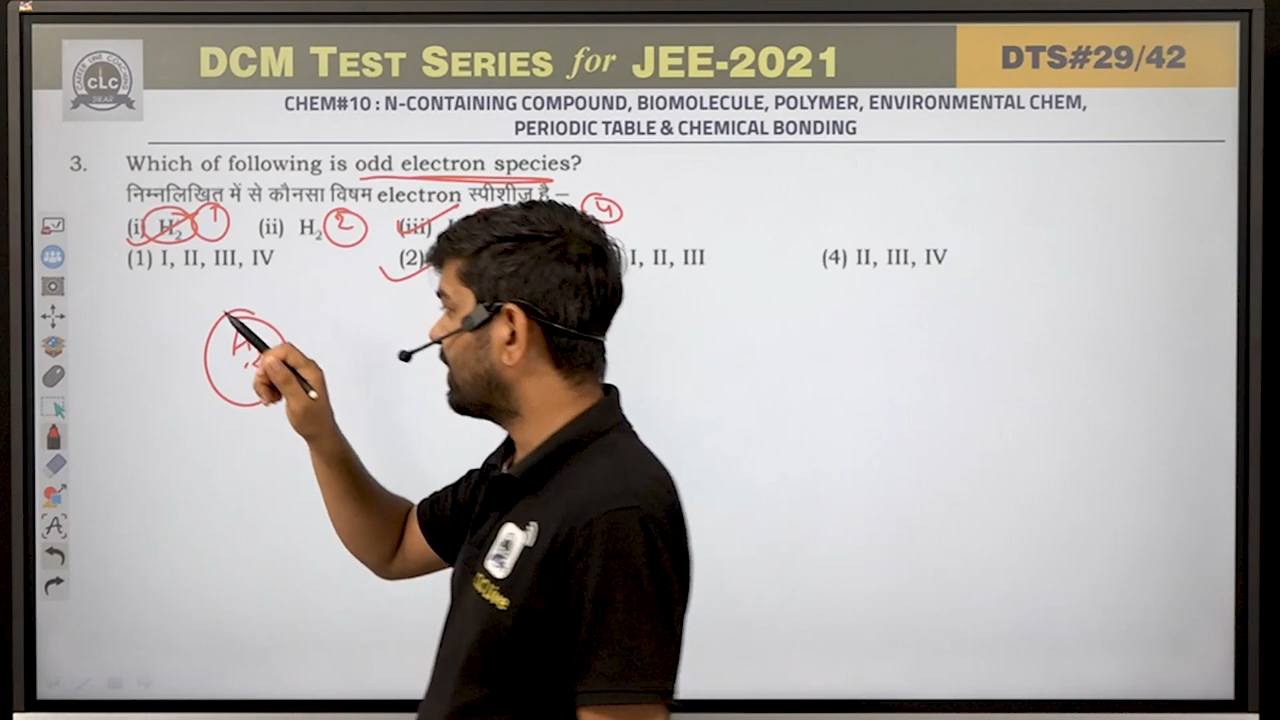 DCM TEST SERIES for JEE-2021
DTS#29/42
CLC
SIKAR
CHEM#10 : N-CONTAINING COMPOUND, BIOMOLECULE, POLYMER, ENVIRONMENTAL CHEM,
PERIODIC TABLE & CHEMICAL BONDING
3. Which of following is odd electron species?
निम्नलिखित में से कौनसा विषम electron स्पीशीज है –
(i) H₂ 1 (ii) H₂ 2 (iii) 4
(1) I, II, III, IV (2) I, II, III (4) II, III, IV